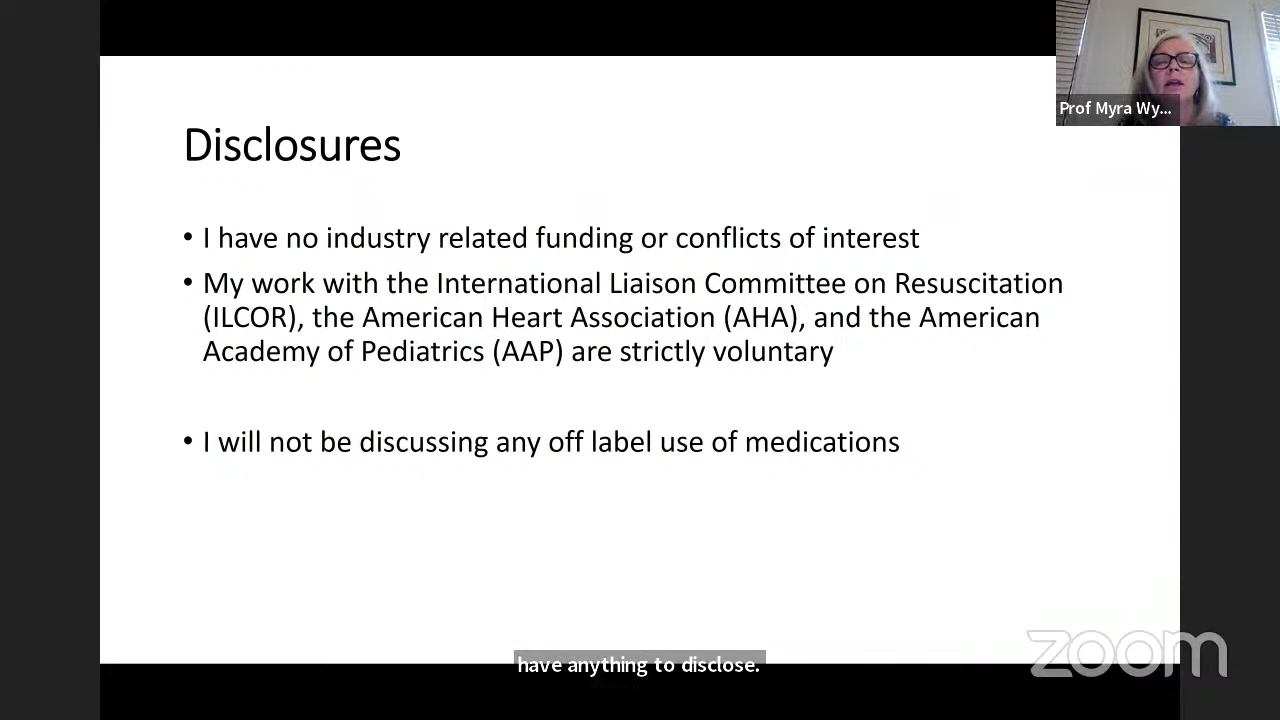 Prof Myra Wy...
Disclosures
• I have no industry related funding or conflicts of interest
• My work with the International Liaison Committee on Resuscitation
(ILCOR), the American Heart Association (AHA), and the American
Academy of Pediatrics (AAP) are strictly voluntary
• I will not be discussing any off label use of medications
have anything to disclose.
zoom